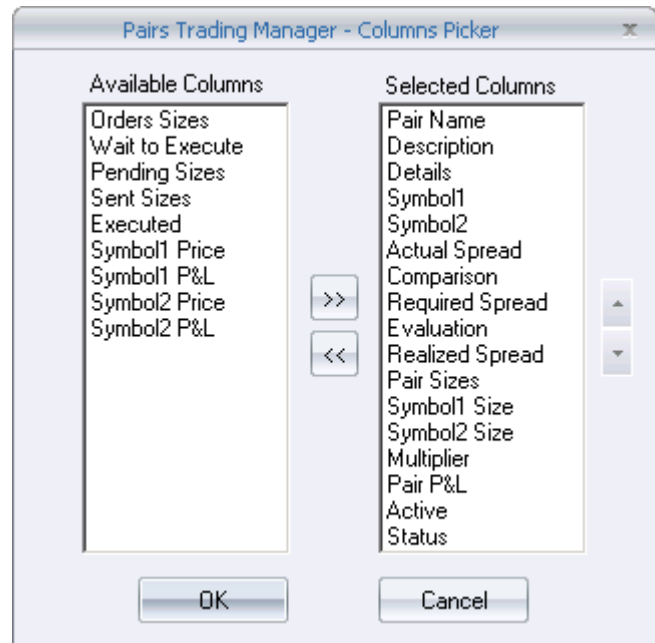 Pairs Trading Manager - Columns Picker
x
Available Columns
Orders Sizes
Wait to Execute
Pending Sizes
Sent Sizes
Executed
Symbol1 Price
Symbol1 P&L
Symbol2 Price
Symbol2 P&L
>>
<<
Selected Columns
Pair Name
Description
Details
Symbol1
Symbol2
Actual Spread
Comparison
Required Spread
Evaluation
Realized Spread
Pair Sizes
Symbol1 Size
Symbol2 Size
Multiplier
Pair P&L
Active
Status
OK
Cancel